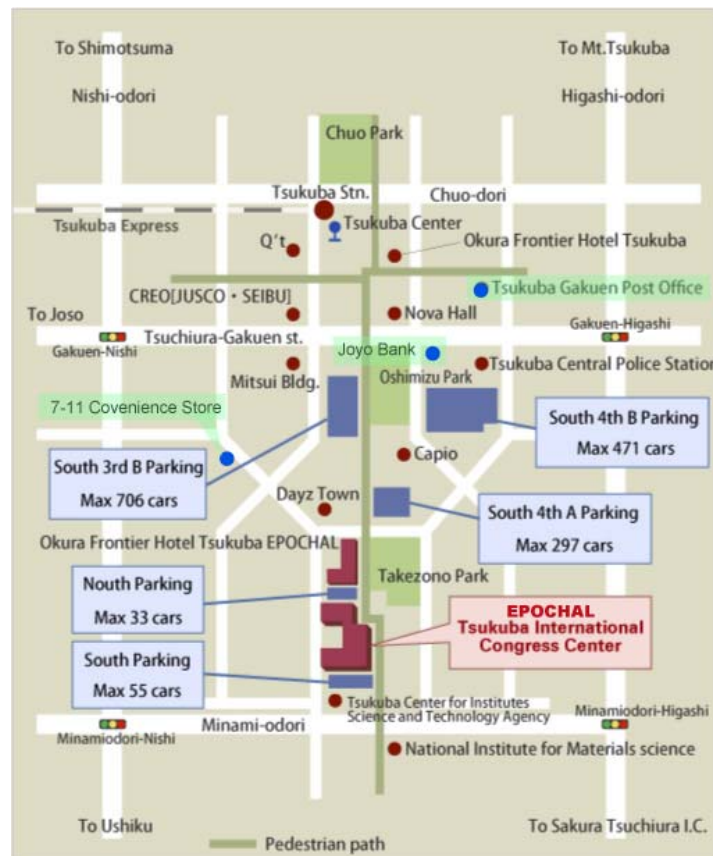 To Shimotsuma
To Mt.Tsukuba
Nishi-odori
Higashi-odori
Chuo Park
Tsukuba Stn.
Chuo-dori
Tsukuba Express
Tsukuba Center
Q't
Okura Frontier Hotel Tsukuba
CREO[JUSCO・SEIBU]
Tsukuba Gakuen Post Office
To Joso
Nova Hall
Tsuchiura-Gakuen st.
Gakuen-Nishi
Gakuen-Higashi
Joyo Bank
Mitsui Bldg.
Oshimizu Park
Tsukuba Central Police Station
7-11 Covenience Store
South 4th B Parking
Max 471 cars
South 3rd B Parking
Max 706 cars
Capio
Dayz Town
South 4th A Parking
Max 297 cars
Okura Frontier Hotel Tsukuba EPOCHAL
Nouth Parking
Max 33 cars
Takezono Park
EPOCHAL
Tsukuba International
Congress Center
South Parking
Max 55 cars
Tsukuba Center for Institutes
Science and Technology Agency
Minami-odori
Minamiodori-Nishi
Minamiodori-Higashi
National Institute for Materials science
To Ushiku
To Sakura Tsuchiura I.C.
Pedestrian path